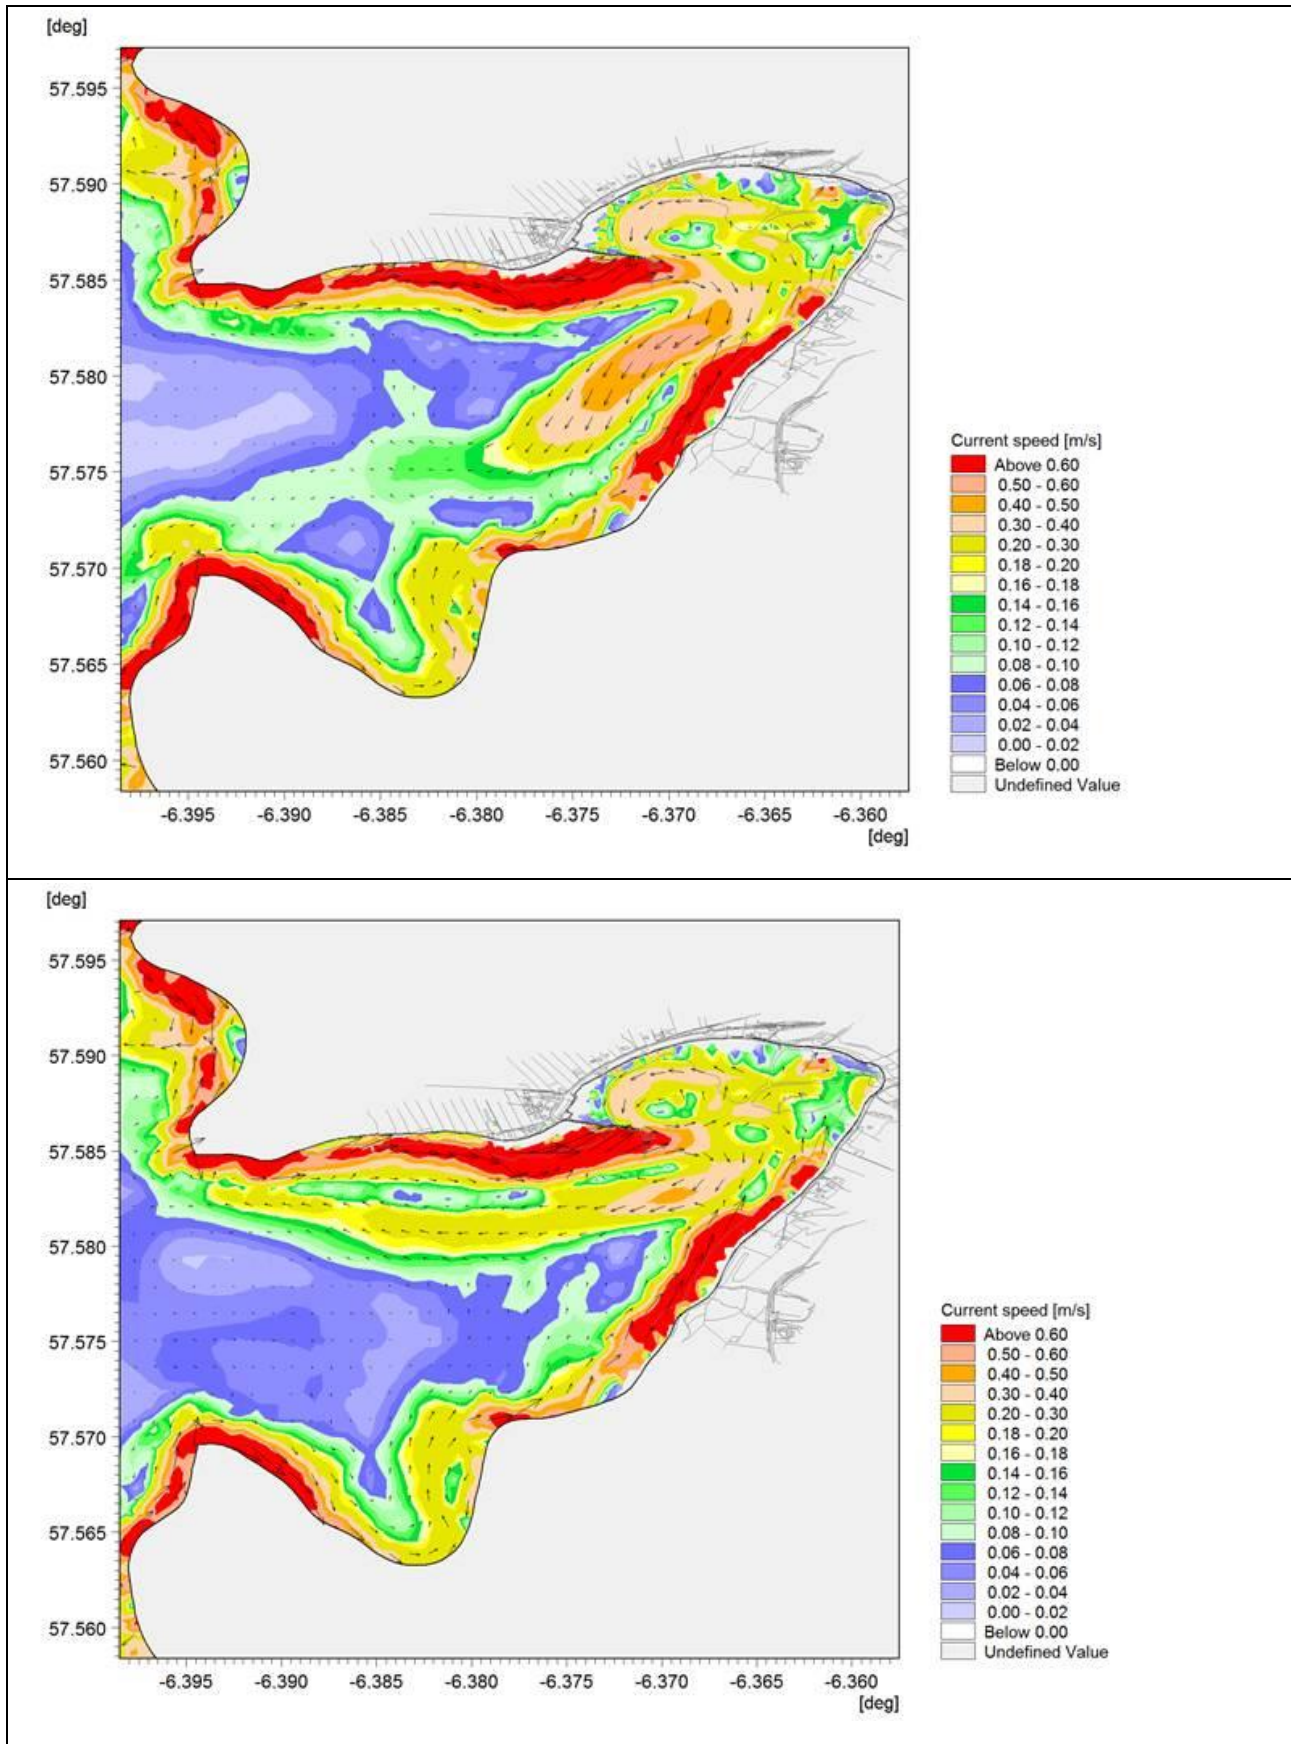 [deg]
57.595
57.590
57.585
57.580
57.575
57.570
57.565
57.560
-6.395 -6.390 -6.385 -6.380 -6.375 -6.370 -6.365 -6.360
[deg]
Current speed [m/s]
Above 0.60
0.50 - 0.60
0.40 - 0.50
0.30 - 0.40
0.20 - 0.30
0.18 - 0.20
0.16 - 0.18
0.14 - 0.16
0.12 - 0.14
0.10 - 0.12
0.08 - 0.10
0.06 - 0.08
0.04 - 0.06
0.02 - 0.04
0.00 - 0.02
Below 0.00
Undefined Value
[deg]
57.595
57.590
57.585
57.580
57.575
57.570
57.565
57.560
-6.395 -6.390 -6.385 -6.380 -6.375 -6.370 -6.365 -6.360
[deg]
Current speed [m/s]
Above 0.60
0.50 - 0.60
0.40 - 0.50
0.30 - 0.40
0.20 - 0.30
0.18 - 0.20
0.16 - 0.18
0.14 - 0.16
0.12 - 0.14
0.10 - 0.12
0.08 - 0.10
0.06 - 0.08
0.04 - 0.06
0.02 - 0.04
0.00 - 0.02
Below 0.00
Undefined Value